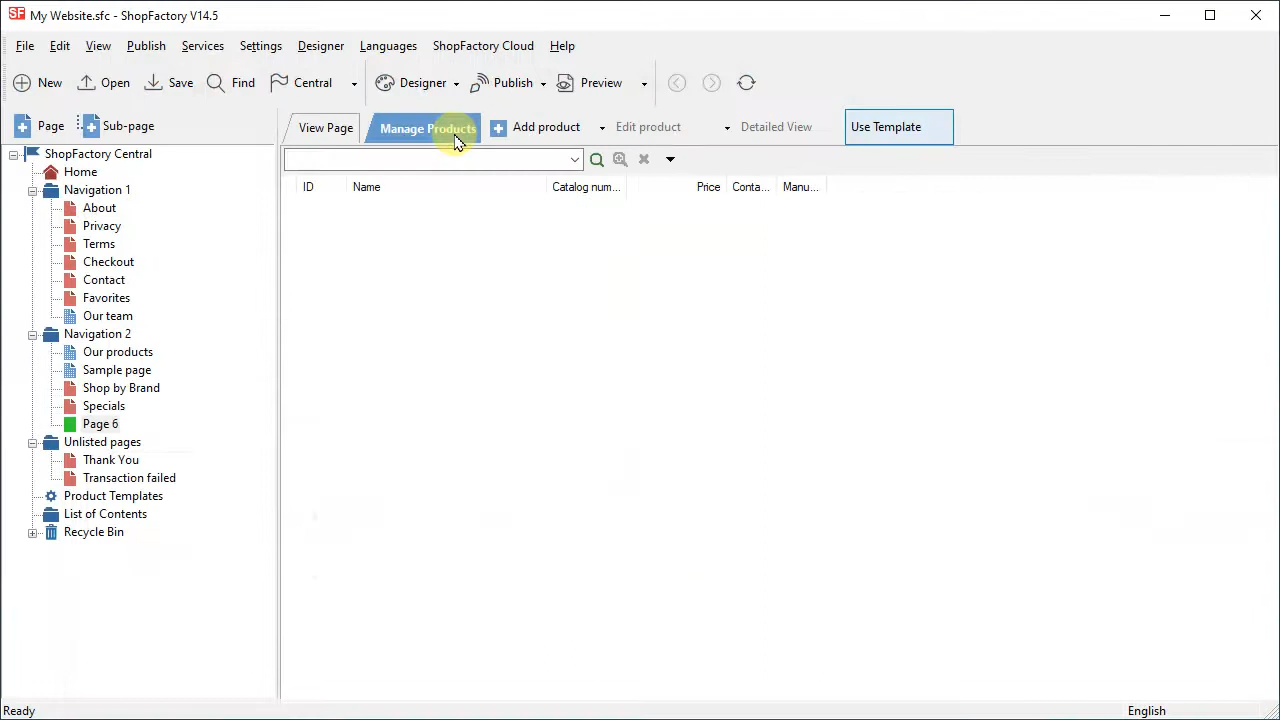 SF My Website.sfc - ShopFactory V14.5
File Edit View Publish Services Settings Designer Languages ShopFactory Cloud Help
New Open Save Find Central Designer Publish Preview
Page Sub-page View Page Manage Products Add product Edit product Detailed View Use Template
ShopFactory Central
Home
Navigation 1
About
Privacy
Terms
Checkout
Contact
Favorites
Our team
Navigation 2
Our products
Sample page
Shop by Brand
Specials
Page 6
Unlisted pages
Thank You
Transaction failed
Product Templates
List of Contents
Recycle Bin
ID Name Catalog num... Price Conta... Manu...
Ready English